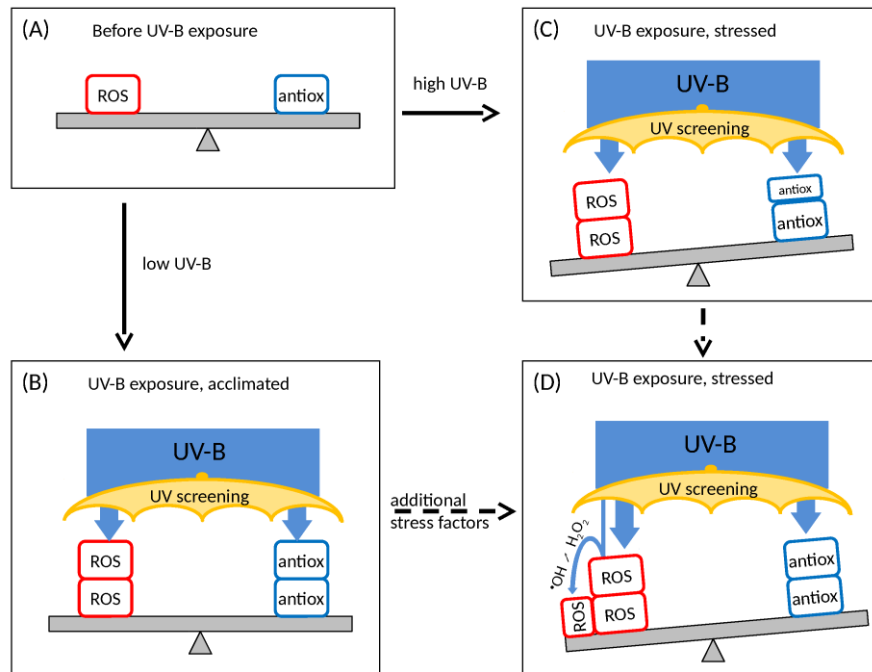 (A)
Before UV-B exposure
ROS
antiox
high UV-B
(C)
UV-B exposure, stressed
UV-B
UV screening
ROS
ROS
antiox
antiox
low UV-B
(B)
UV-B exposure, acclimated
UV-B
UV screening
ROS
ROS
antiox
antiox
additional
stress factors
(D)
UV-B exposure, stressed
UV-B
UV screening
•OH ↗ H₂O₂
ROS
ROS
ROS
antiox
antiox